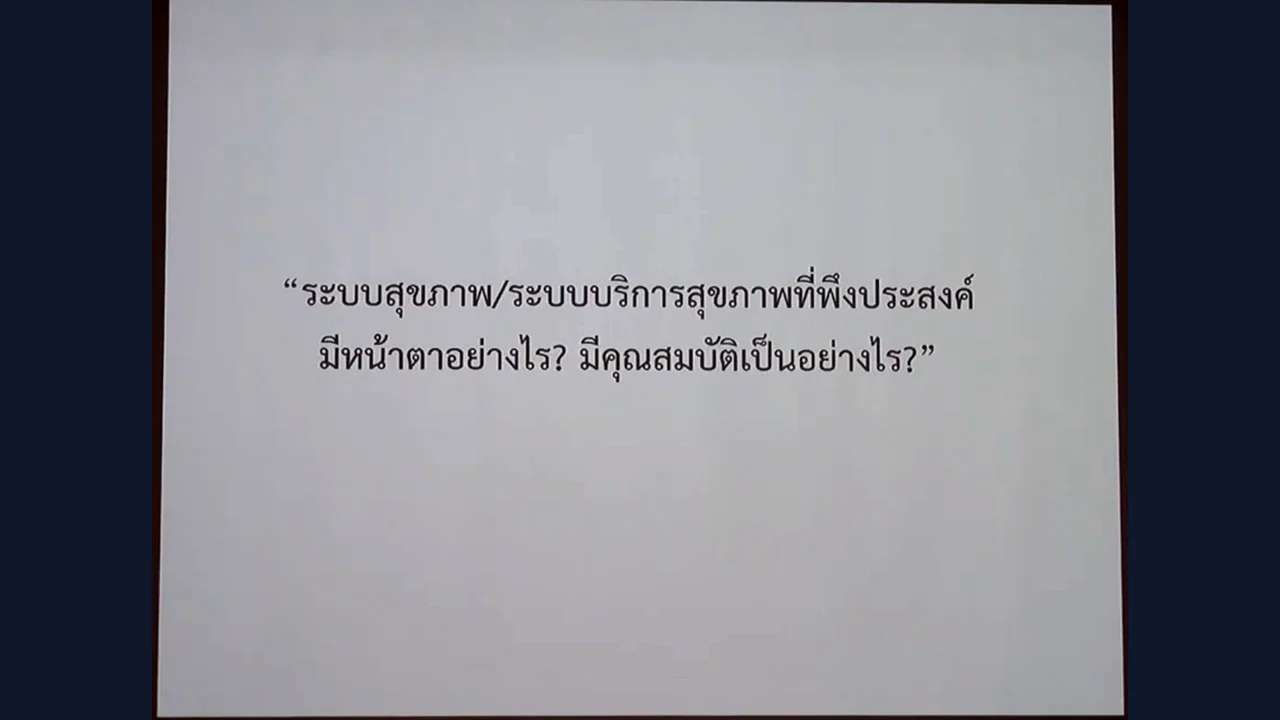 “ระบบสุขภาพ/ระบบบริการสุขภาพที่พึงประสงค์
มีหน้าตาอย่างไร? มีคุณสมบัติเป็นอย่างไร?”